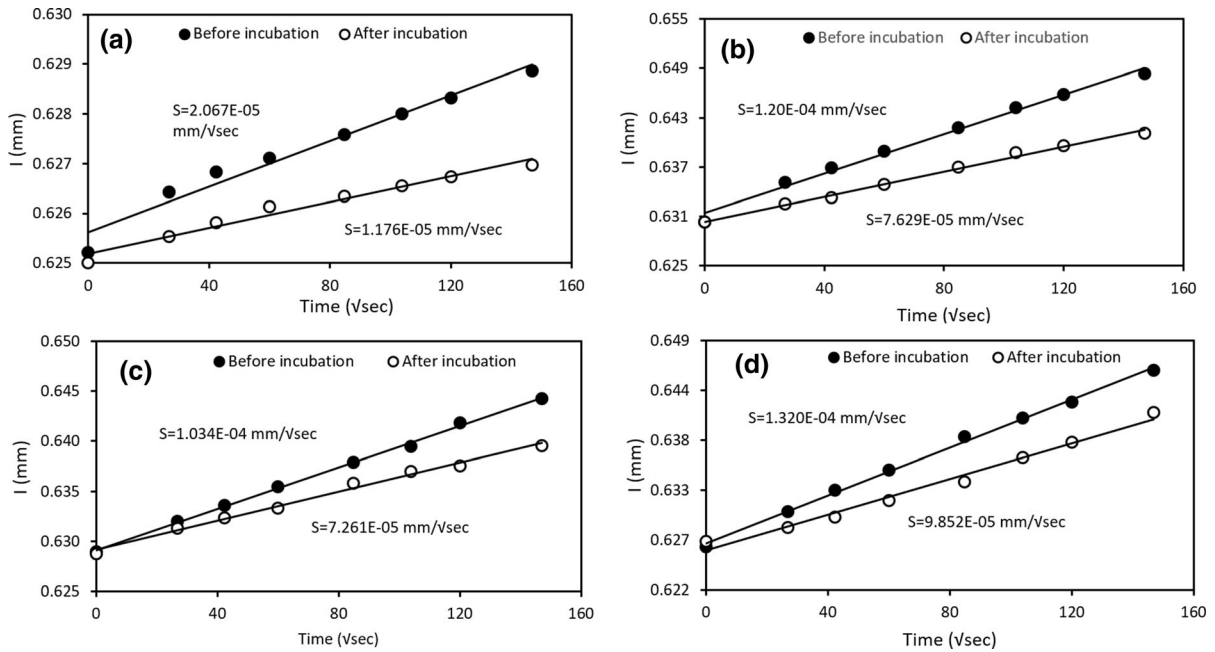 (a)
Before incubation
After incubation
0.630
0.629
0.628
0.627
0.626
0.625
I (mm)
S=2.067E-05
mm/√sec
S=1.176E-05 mm/√sec
0
40
80
120
160
Time (√sec)
(b)
Before incubation
After incubation
0.655
0.649
0.643
0.637
0.631
0.625
I (mm)
S=1.20E-04 mm/√sec
S=7.629E-05 mm/√sec
0
40
80
120
160
Time (√sec)
(c)
Before incubation
After incubation
0.650
0.645
0.640
0.635
0.630
0.625
I (mm)
S=1.034E-04 mm/√sec
S=7.261E-05 mm/√sec
0
40
80
120
160
Time (√sec)
(d)
Before incubation
After incubation
0.649
0.644
0.638
0.633
0.627
0.622
I (mm)
S=1.320E-04 mm/√sec
S=9.852E-05 mm/√sec
0
40
80
120
160
Time (√sec)